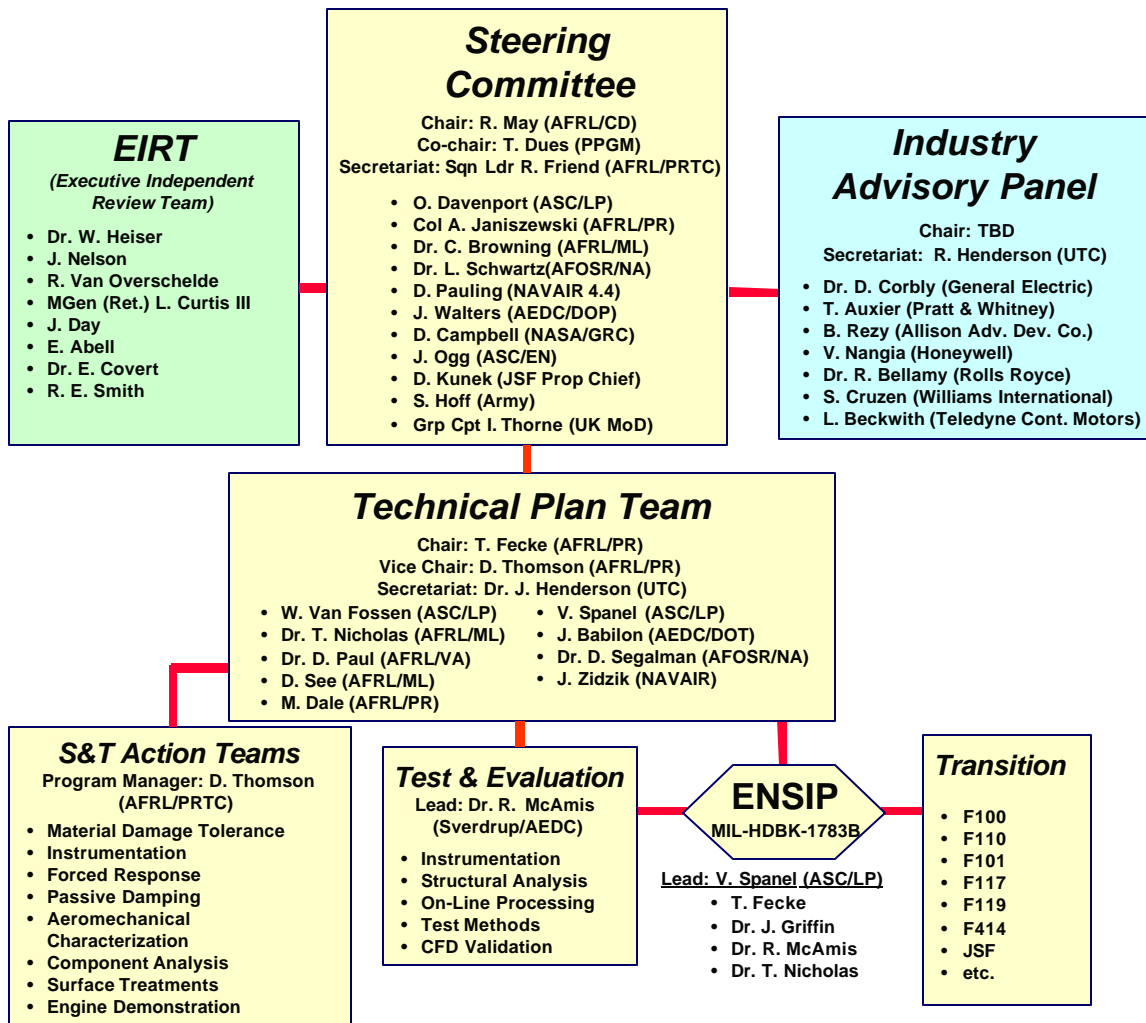 Steering
Committee
Chair: R. May (AFRL/CD)
Co-chair: T. Dues (PPGM)
Secretariat: Sqn Ldr R. Friend (AFRL/PRTC)
• O. Davenport (ASC/LP)
• Col A. Janiszewski (AFRL/PR)
• Dr. C. Browning (AFRL/ML)
• Dr. L. Schwartz(AFOSR/NA)
• D. Pauling (NAVAIR 4.4)
• J. Walters (AEDC/DOP)
• D. Campbell (NASA/GRC)
• J. Ogg (ASC/EN)
• D. Kunek (JSF Prop Chief)
• S. Hoff (Army)
• Grp Cpt I. Thorne (UK MoD)
EIRT
(Executive Independent
Review Team)
• Dr. W. Heiser
• J. Nelson
• R. Van Overschelde
• MGen (Ret.) L. Curtis III
• J. Day
• E. Abell
• Dr. E. Covert
• R. E. Smith
Industry
Advisory Panel
Chair: TBD
Secretariat: R. Henderson (UTC)
• Dr. D. Corbly (General Electric)
• T. Auxier (Pratt & Whitney)
• B. Rezy (Allison Adv. Dev. Co.)
• V. Nangia (Honeywell)
• Dr. R. Bellamy (Rolls Royce)
• S. Cruzen (Williams International)
• L. Beckwith (Teledyne Cont. Motors)
Technical Plan Team
Chair: T. Fecke (AFRL/PR)
Vice Chair: D. Thomson (AFRL/PR)
Secretariat: Dr. J. Henderson (UTC)
• W. Van Fossen (ASC/LP)
• Dr. T. Nicholas (AFRL/ML)
• Dr. D. Paul (AFRL/VA)
• D. See (AFRL/ML)
• M. Dale (AFRL/PR)
• V. Spanel (ASC/LP)
• J. Babilon (AEDC/DOT)
• Dr. D. Segalman (AFOSR/NA)
• J. Zidzik (NAVAIR)
S&T Action Teams
Program Manager: D. Thomson
(AFRL/PRTC)
• Material Damage Tolerance
• Instrumentation
• Forced Response
• Passive Damping
• Aeromechanical
Characterization
• Component Analysis
• Surface Treatments
• Engine Demonstration
Test & Evaluation
Lead: Dr. R. McAmis
(Sverdrup/AEDC)
• Instrumentation
• Structural Analysis
• On-Line Processing
• Test Methods
• CFD Validation
ENSIP
MIL-HDBK-1783B
Lead: V. Spanel (ASC/LP)
• T. Fecke
• Dr. J. Griffin
• Dr. R. McAmis
• Dr. T. Nicholas
Transition
• F100
• F110
• F101
• F117
• F119
• F414
• JSF
• etc.